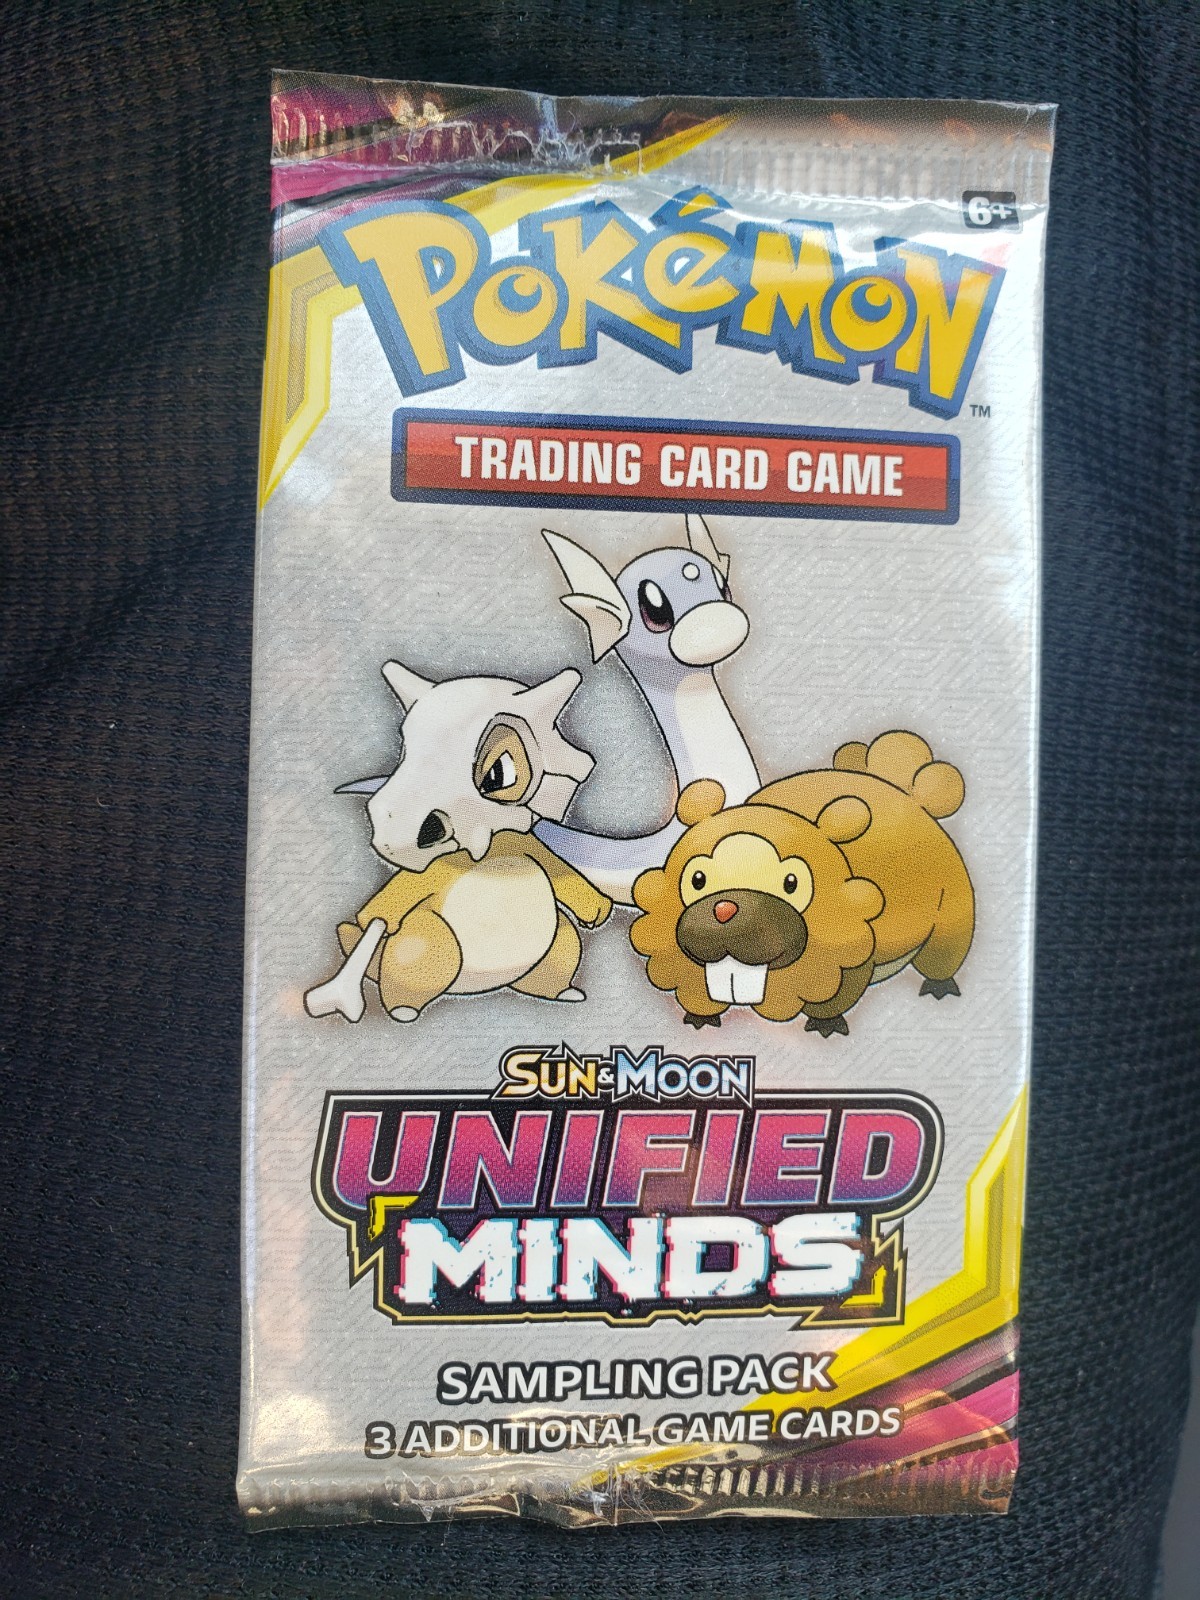 6+
POKÉMON
TM
TRADING CARD GAME
SUN & MOON
UNIFIED
MINDS
SAMPLING PACK
3 ADDITIONAL GAME CARDS